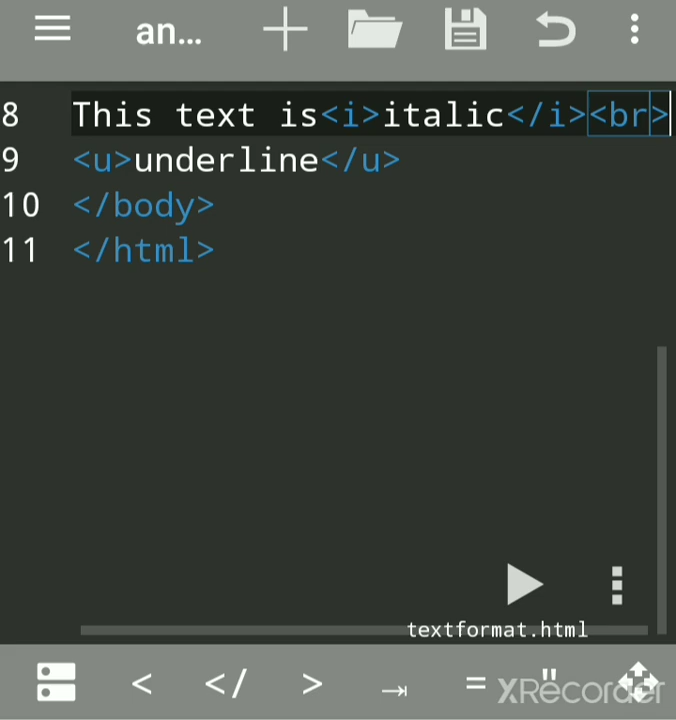 an...
8 This text is<i>italic</i><br>
9 <u>underline</u>
10 </body>
11 </html>
textformat.html
< </ > ⇥ = "
XRecorder